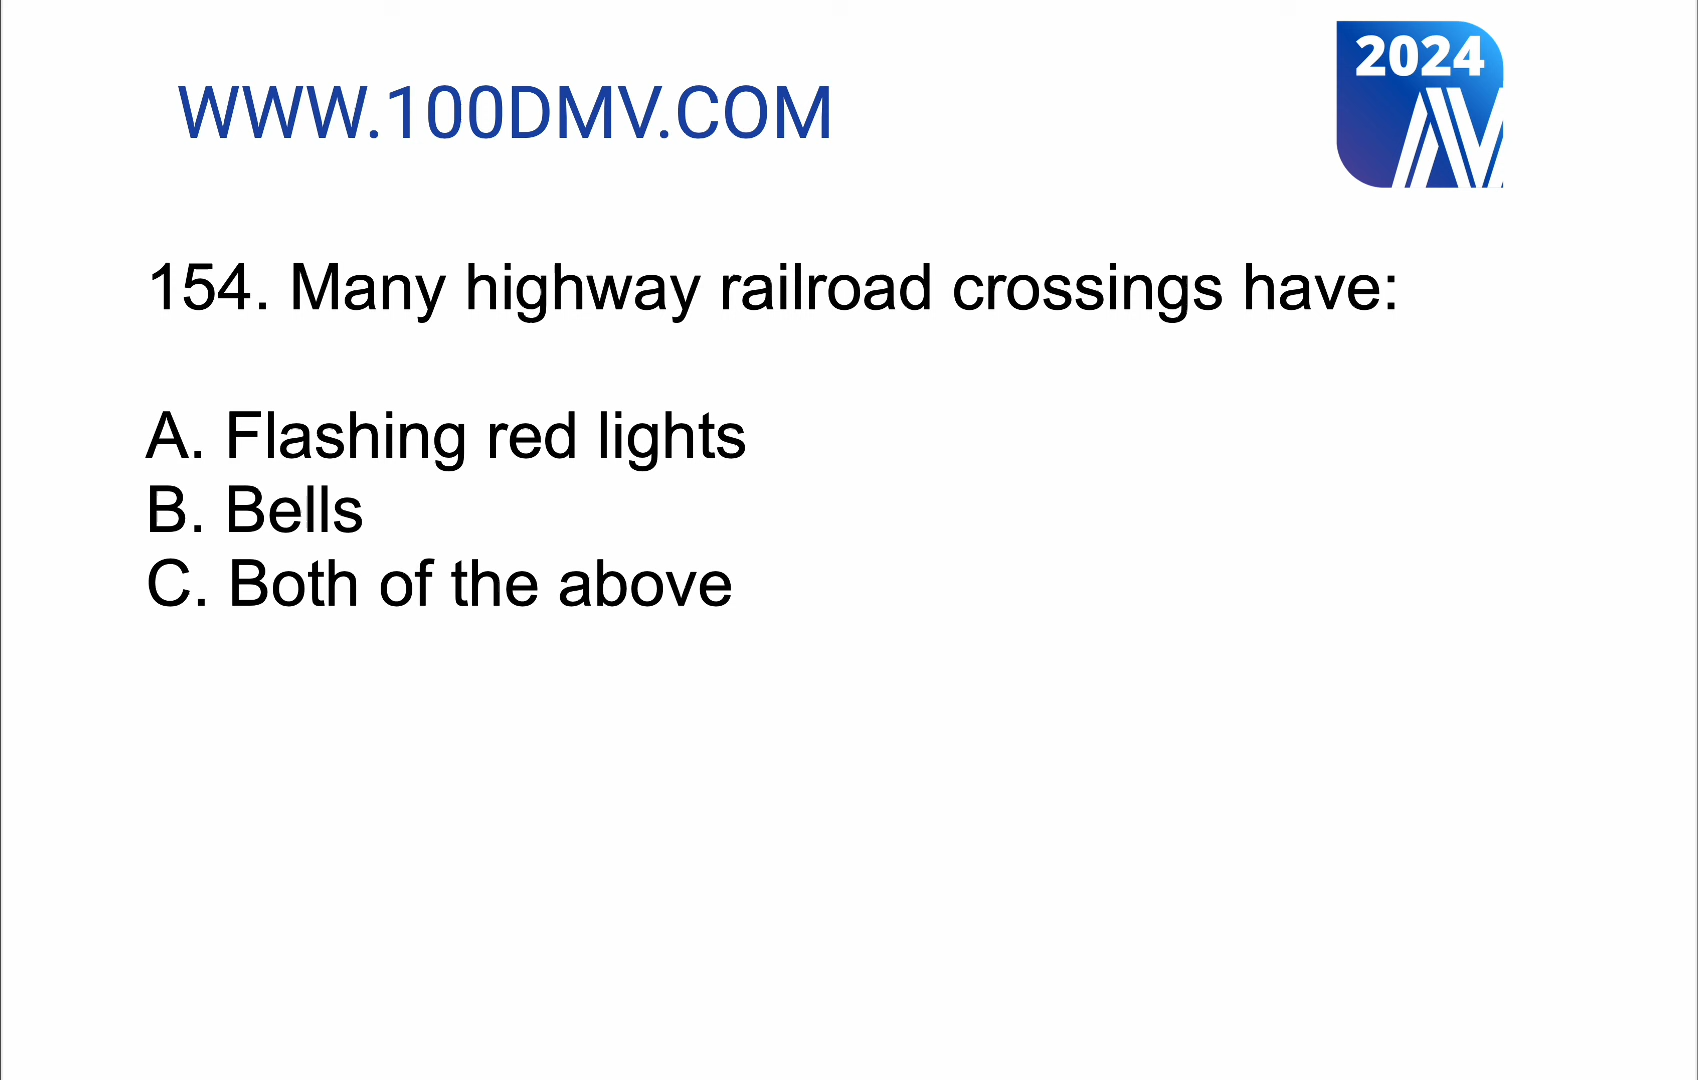 WWW.100DMV.COM
2024
154. Many highway railroad crossings have:
A. Flashing red lights
B. Bells
C. Both of the above